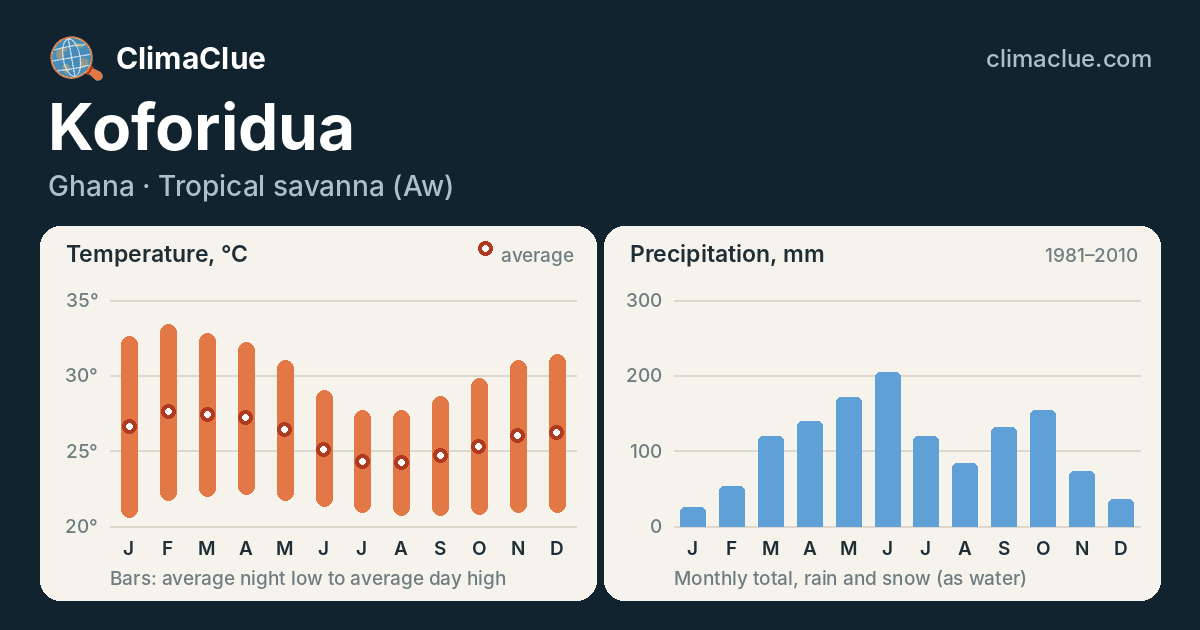 ClimaClue
climaclue.com
Koforidua
Ghana · Tropical savanna (Aw)
Temperature, °C
average
35°
30°
25°
20°
J F M A M J J A S O N D
Bars: average night low to average day high
Precipitation, mm
1981–2010
300
200
100
0
J F M A M J J A S O N D
Monthly total, rain and snow (as water)